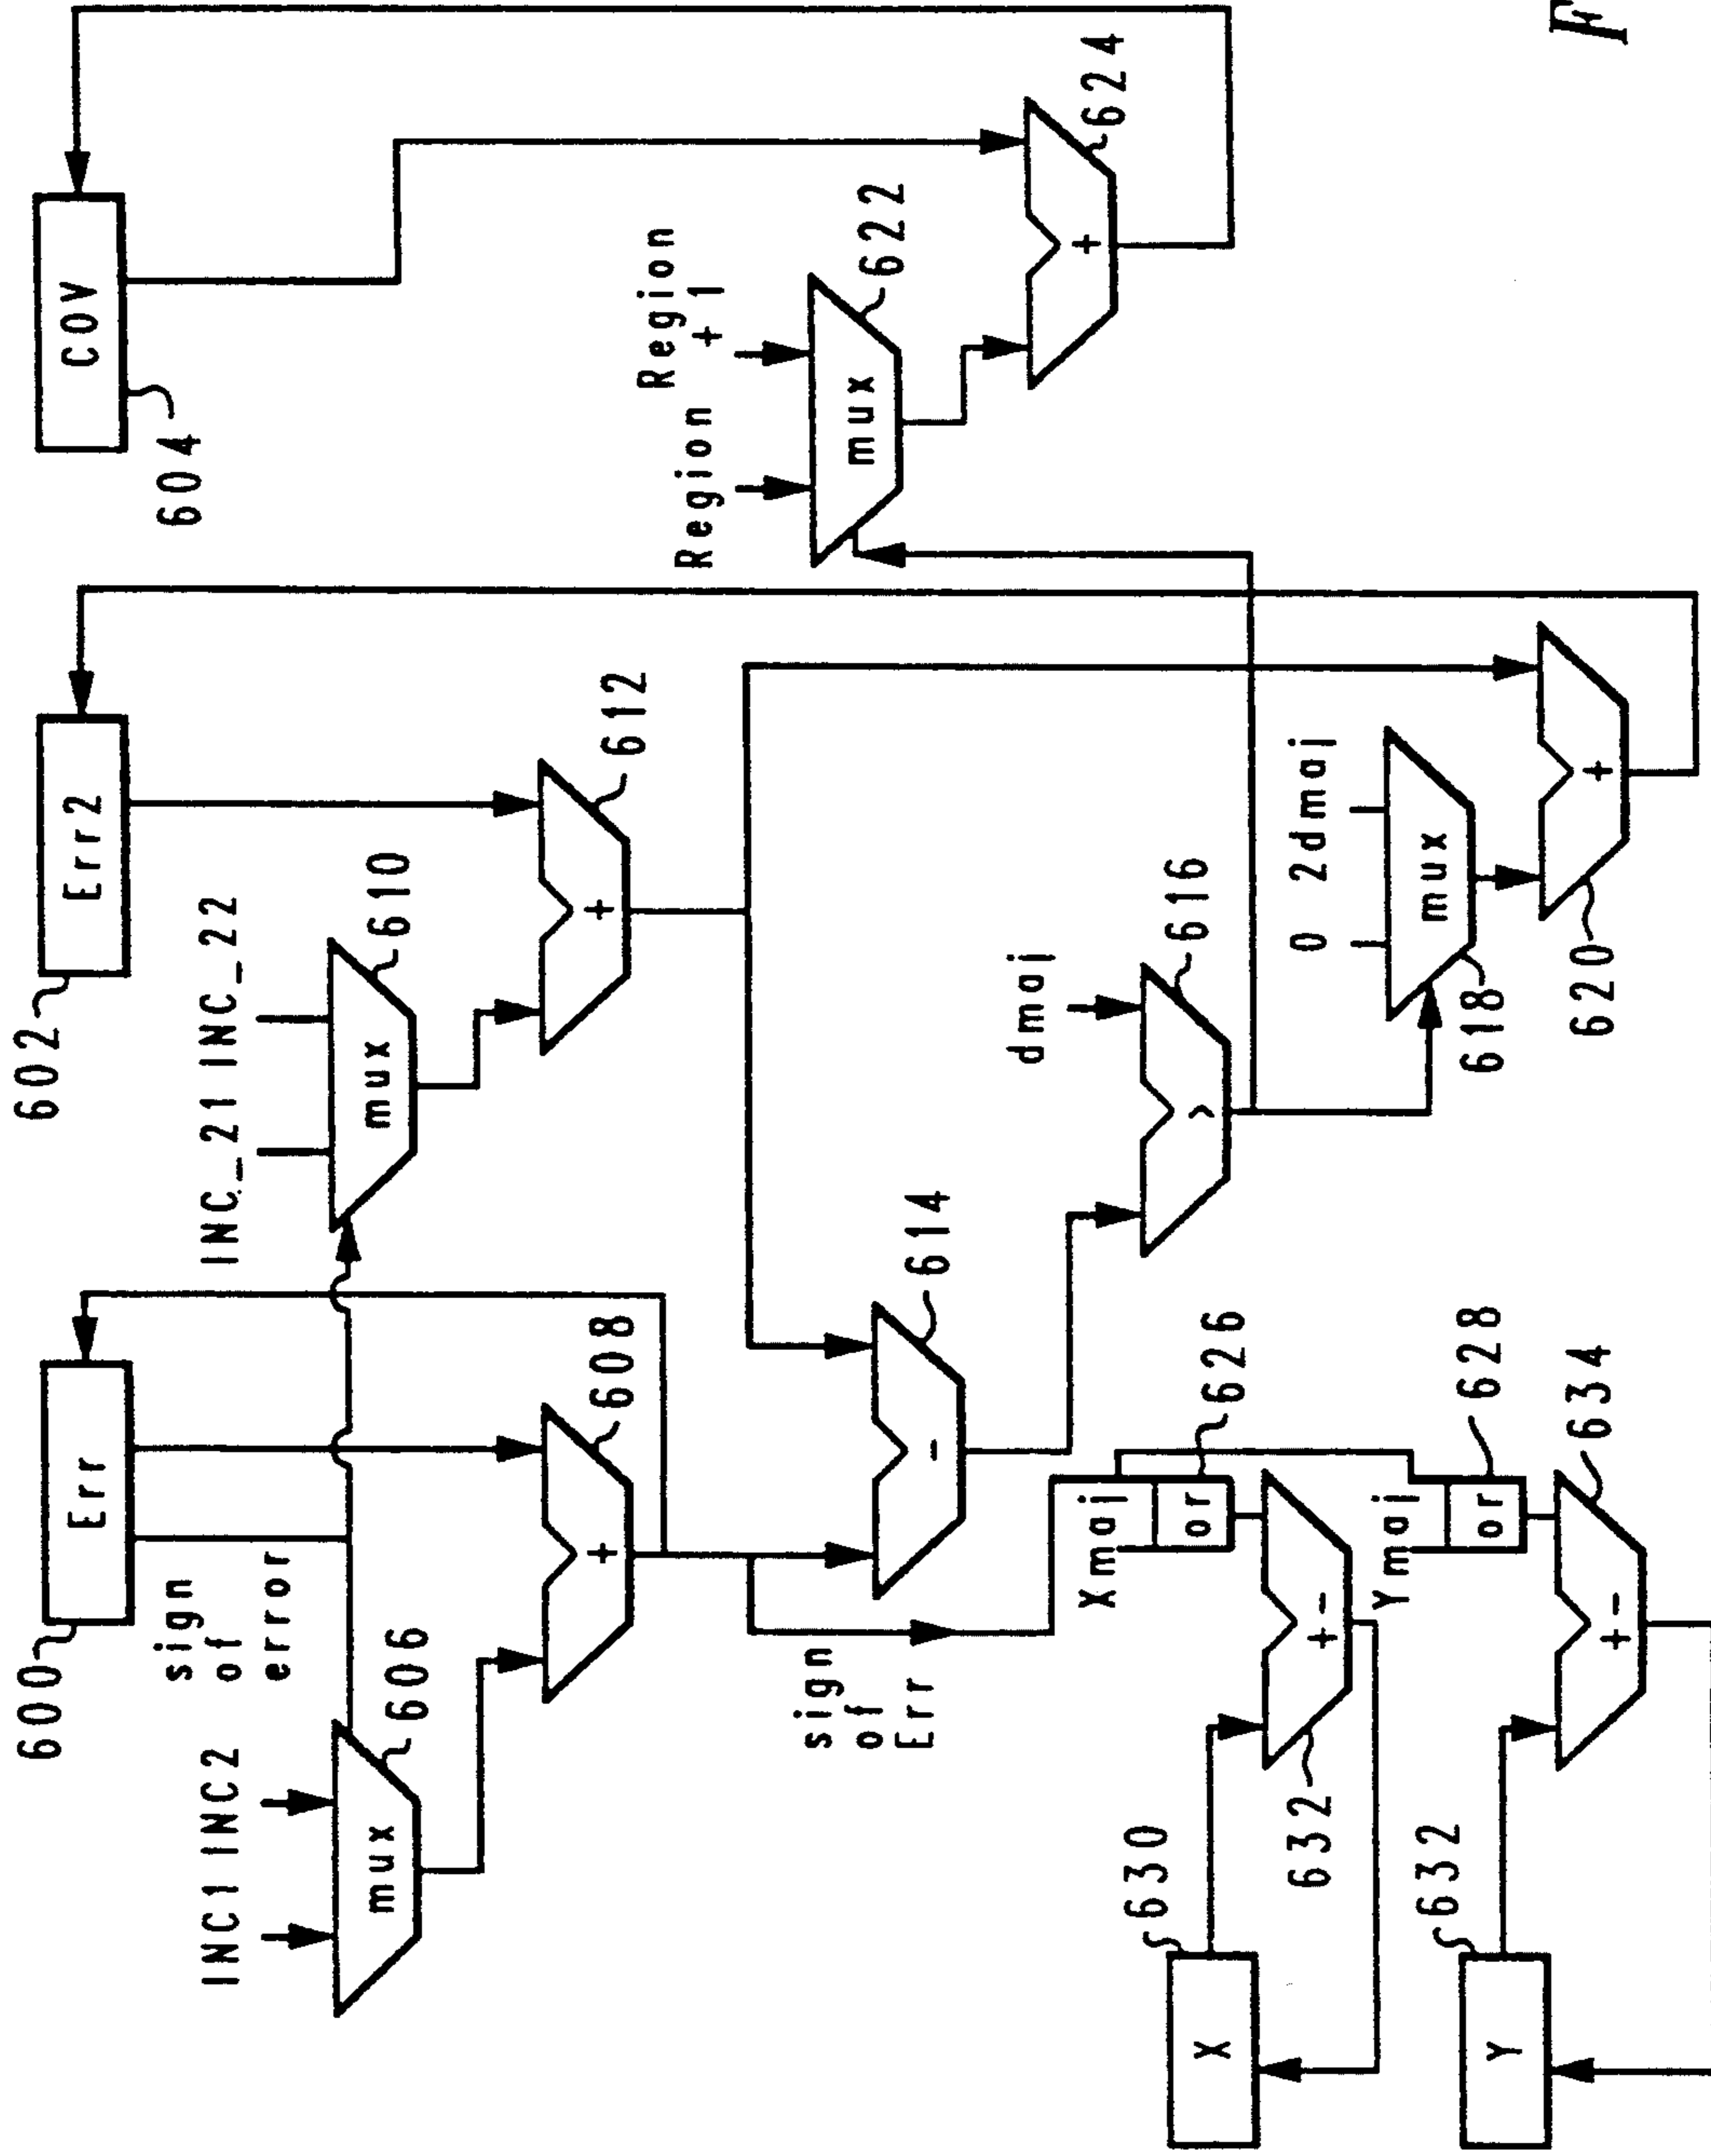 600
Err
602
Err2
COV
604
sign
of
error
INC1 INC2
mux
606
INC_21 INC_22
mux
610
+
608
+
612
Region
Region
+1
mux
622
+
624
sign
of
Err
-
614
dmaj
>
616
0 2dmaj
mux
618
+
620
630
X
Xmaj
or
626
+-
632
632
Y
Ymaj
or
628
+-
634
F